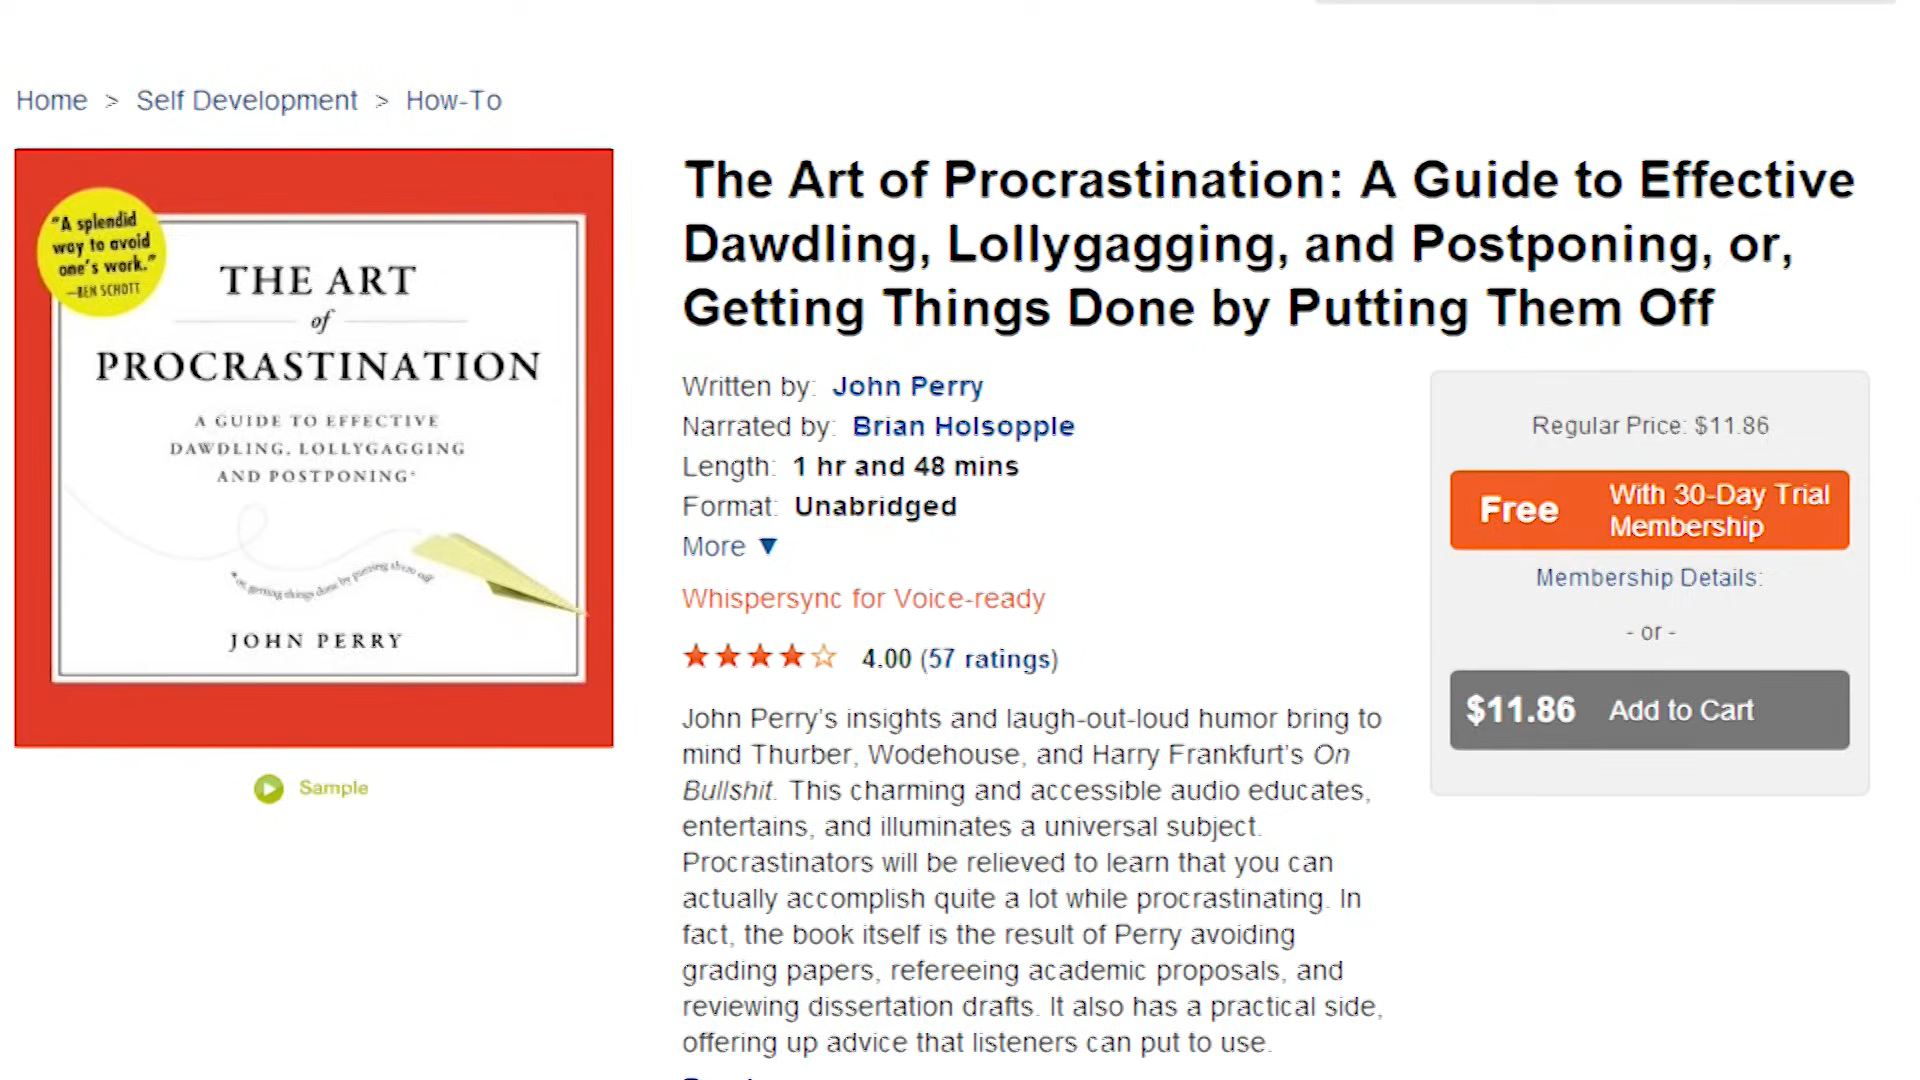 Home > Self Development > How-To
"A splendid
way to avoid
one's work."
—BEN SCHOTT
THE ART
of
PROCRASTINATION
A GUIDE TO EFFECTIVE
DAWDLING, LOLLYGAGGING
AND POSTPONING*
*or, getting things done by putting them off
JOHN PERRY
Sample
The Art of Procrastination: A Guide to Effective
Dawdling, Lollygagging, and Postponing, or,
Getting Things Done by Putting Them Off
Written by: John Perry
Narrated by: Brian Holsopple
Length: 1 hr and 48 mins
Format: Unabridged
More ▼
Whispersync for Voice-ready
4.00 (57 ratings)
John Perry's insights and laugh-out-loud humor bring to
mind Thurber, Wodehouse, and Harry Frankfurt's On
Bullshit. This charming and accessible audio educates,
entertains, and illuminates a universal subject.
Procrastinators will be relieved to learn that you can
actually accomplish quite a lot while procrastinating. In
fact, the book itself is the result of Perry avoiding
grading papers, refereeing academic proposals, and
reviewing dissertation drafts. It also has a practical side,
offering up advice that listeners can put to use.
Regular Price: $11.86
Free With 30-Day Trial
Membership
Membership Details:
- or -
$11.86 Add to Cart